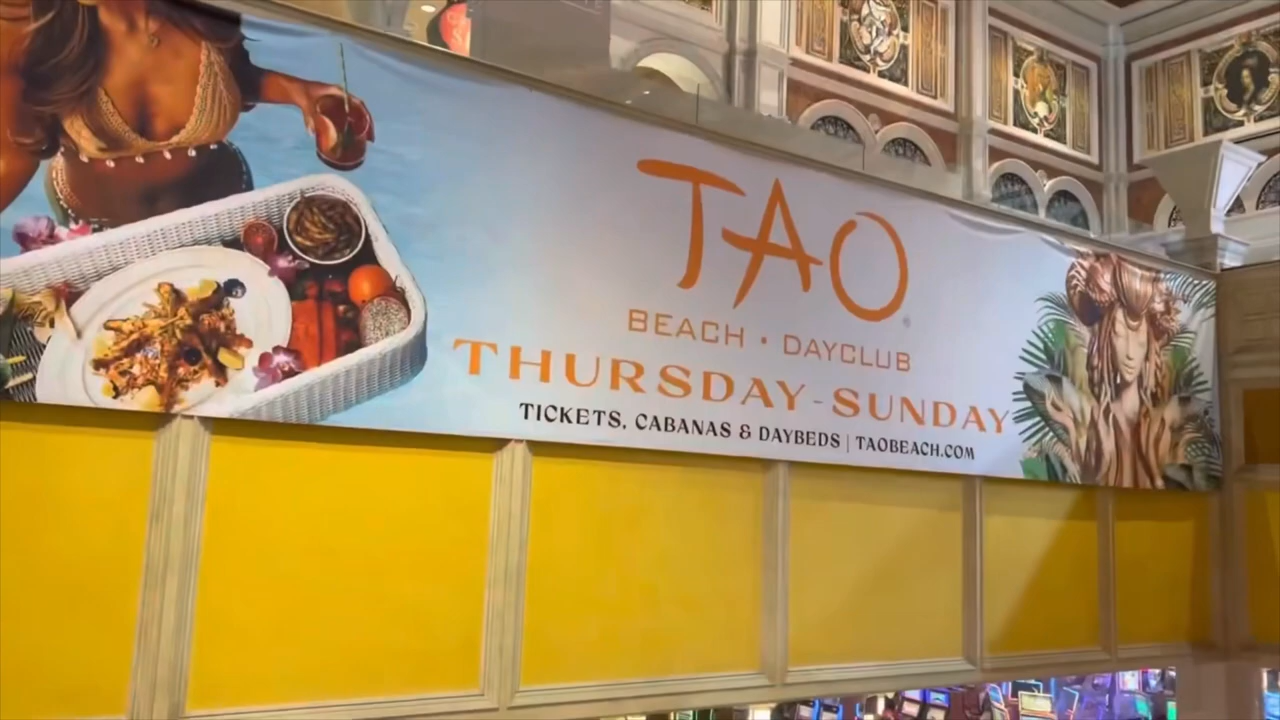 TAO
BEACH • DAYCLUB
THURSDAY-SUNDAY
TICKETS, CABANAS & DAYBEDS | TAOBEACH.COM